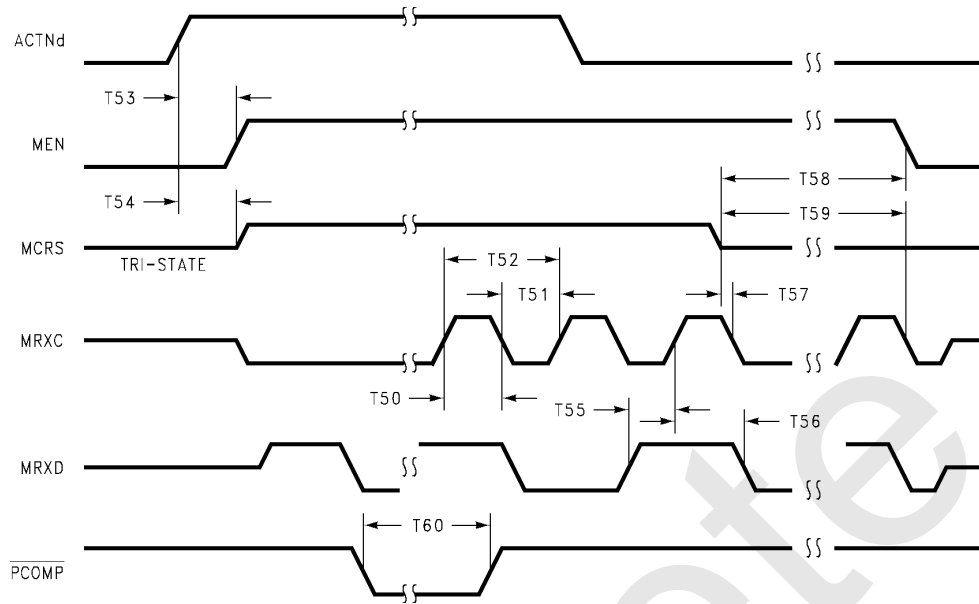 ACTNd
T53
MEN
T58
T54
T59
MCRS
TRI-STATE
T52
T51
T57
MRXC
T50
T55
T56
MRXD
T60
PCOMP